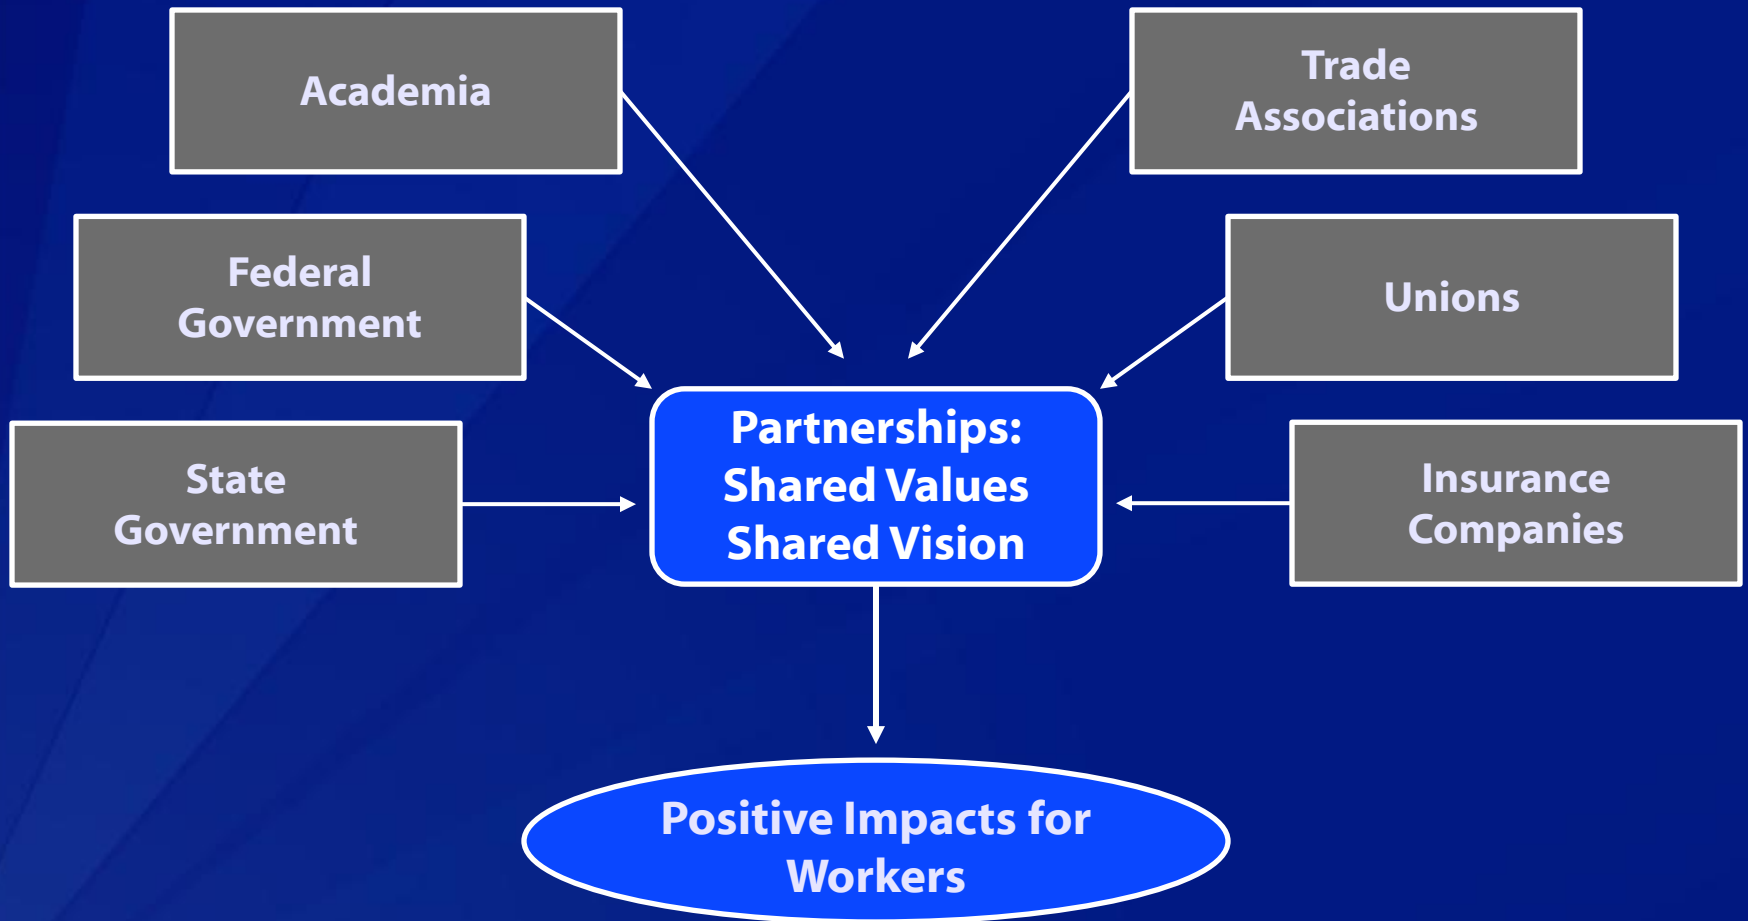 Academia
Trade
Associations
Federal
Government
Unions
State
Government
Partnerships:
Shared Values
Shared Vision
Insurance
Companies
Positive Impacts for
Workers